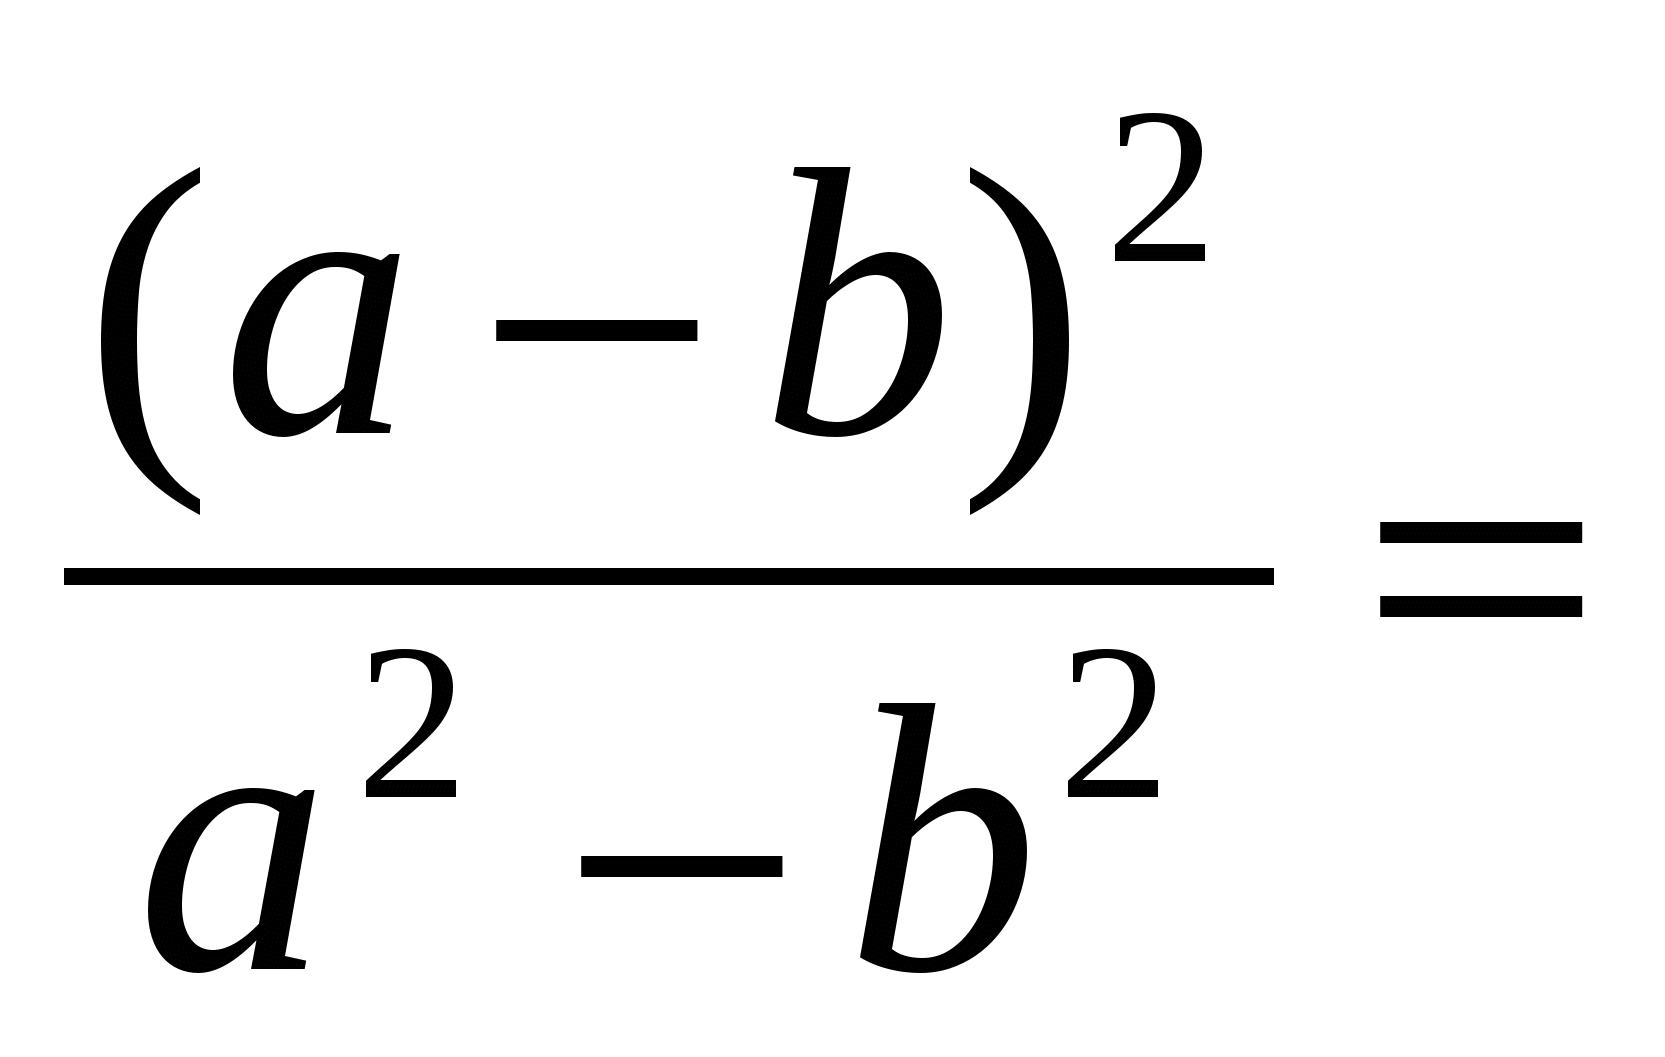 (a − b)²
a² − b² =